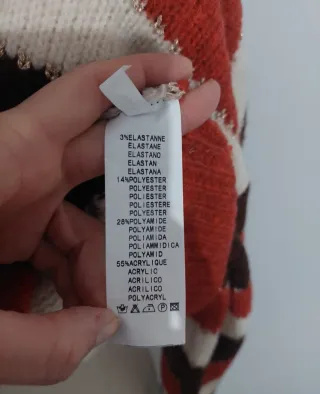 3%ELASTANNE
ELASTANE
ELASTANO
ELASTAN
ELASTANA
14%POLYESTER
POLYESTER
POLIESTER
POLIESTERE
POLYESTER
28%POLYAMIDE
POLYAMIDE
POLIAMIDA
POLIAMMIDICA
POLYAMID
55%ACRYLIQUE
ACRYLIC
ACRILICO
ACRILICO
POLYACRYL